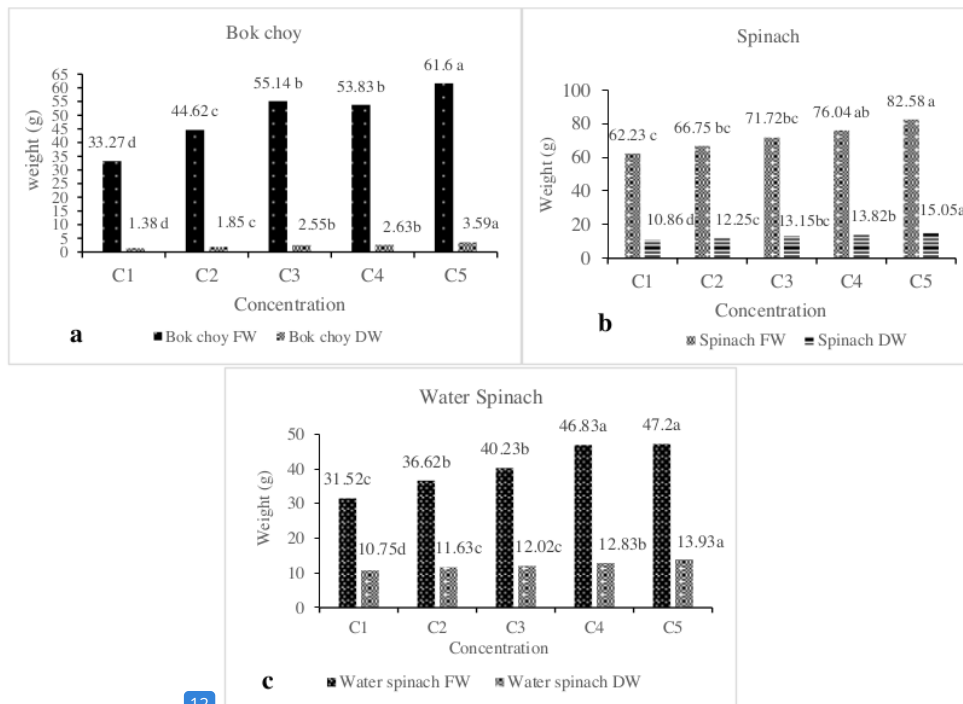 Bok choy
weight (g)
65
60
55
50
45
40
35
30
25
20
15
10
5
0
33.27 d
1.38 d
44.62 c
1.85 c
55.14 b
2.55b
53.83 b
2.63b
61.6 a
3.59a
C1 C2 C3 C4 C5
Concentration
a
Bok choy FW Bok choy DW
Spinach
Weight (g)
100
80
60
40
20
0
62.23 c
10.86 d
66.75 bc
12.25c
71.72bc
13.15bc
76.04 ab
13.82b
82.58 a
15.05a
C1 C2 C3 C4 C5
Concentration
b
Spinach FW Spinach DW
Water Spinach
Weight (g)
50
40
30
20
10
0
31.52c
10.75d
36.62b
11.63c
40.23b
12.02c
46.83a
12.83b
47.2a
13.93a
C1 C2 C3 C4 C5
Concentration
c
Water spinach FW Water spinach DW